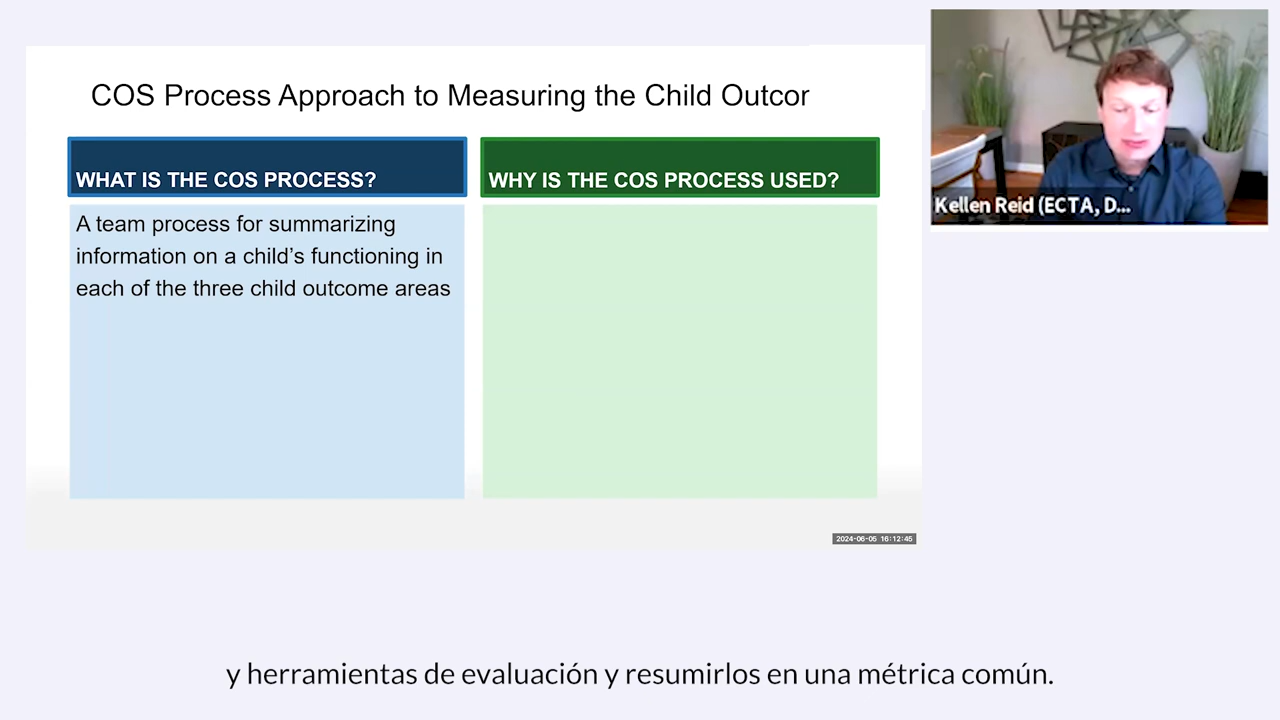 COS Process Approach to Measuring the Child Outcor
WHAT IS THE COS PROCESS?
A team process for summarizing
information on a child’s functioning in
each of the three child outcome areas
WHY IS THE COS PROCESS USED?
Kellen Reid (ECTA, D...
2024-06-05 16:12:45
y herramientas de evaluación y resumirlos en una métrica común.